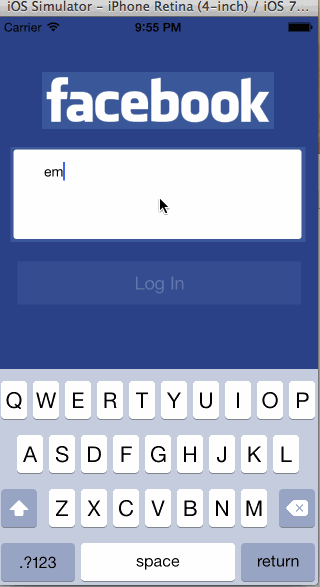 iOS Simulator – iPhone Retina (4-inch) / iOS 7...
Carrier 9:55 PM
facebook
em
Log In
Q W E R T Y U I O P
A S D F G H J K L
Z X C V B N M
.?123 space return